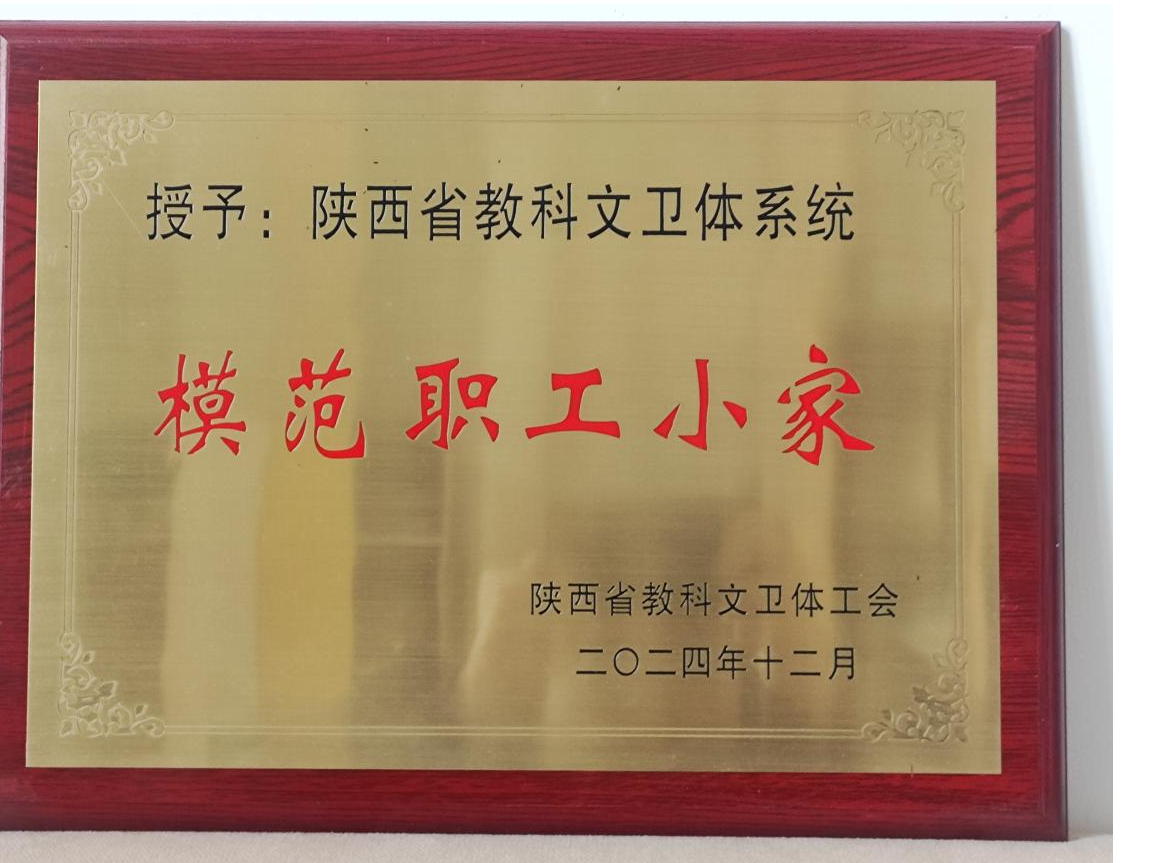 授予：陕西省教科文卫体系统
模范职工小家
陕西省教科文卫体工会
二〇二四年十二月